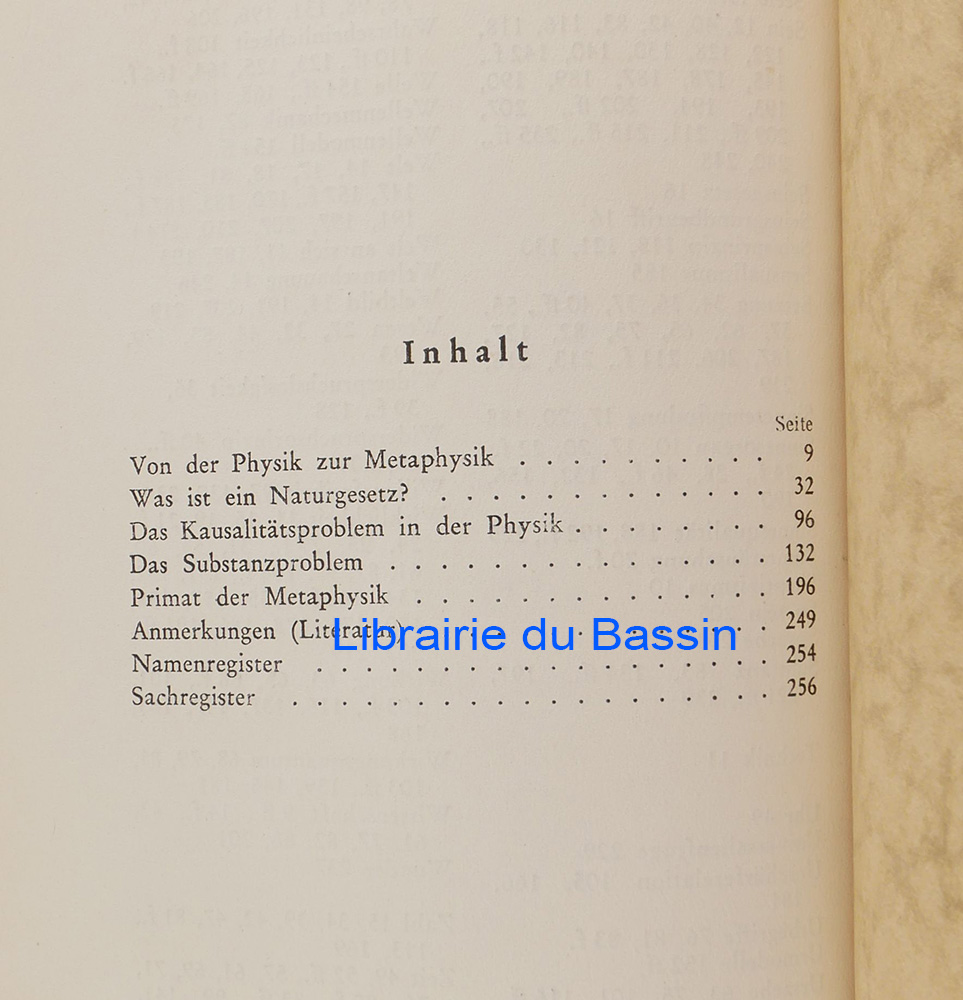 Inhalt
Seite
Von der Physik zur Metaphysik . . . . . . . . . . 9
Was ist ein Naturgesetz? . . . . . . . . . . . . . 32
Das Kausalitätsproblem in der Physik . . . . . . . . 96
Das Substanzproblem . . . . . . . . . . . . . . . 132
Primat der Metaphysik . . . . . . . . . . . . . . 196
Anmerkungen (Literatur) . . . . . . . . . . . . 249
Librairie du Bassin
Namenregister . . . . . . . . . . . . . . . . . . 254
Sachregister . . . . . . . . . . . . . . . . . . . 256